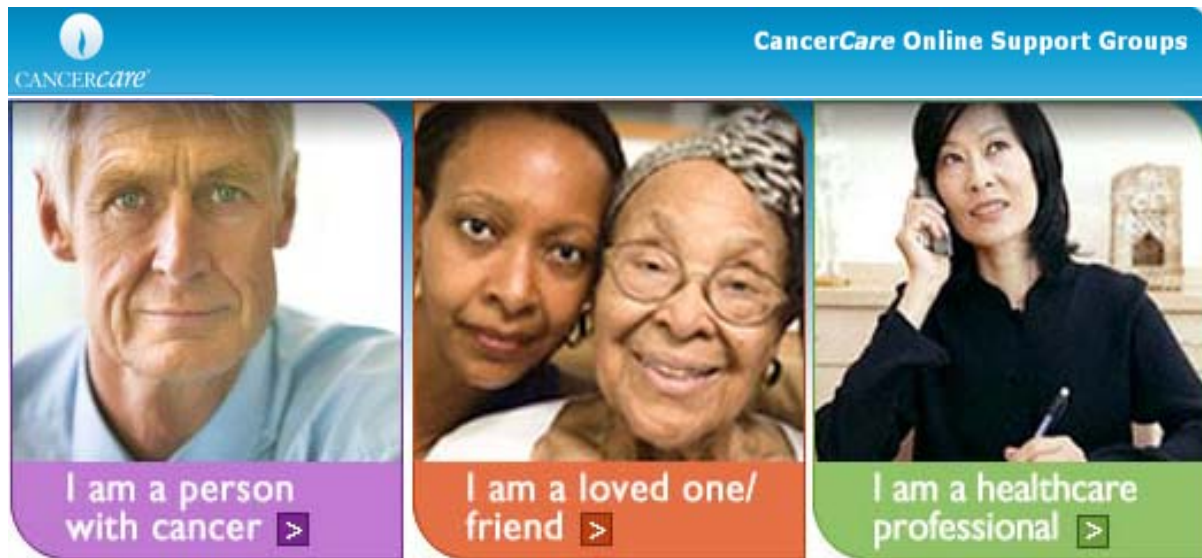 CANCERcare®
CancerCare Online Support Groups
I am a person
with cancer >
I am a loved one/
friend >
I am a healthcare
professional >